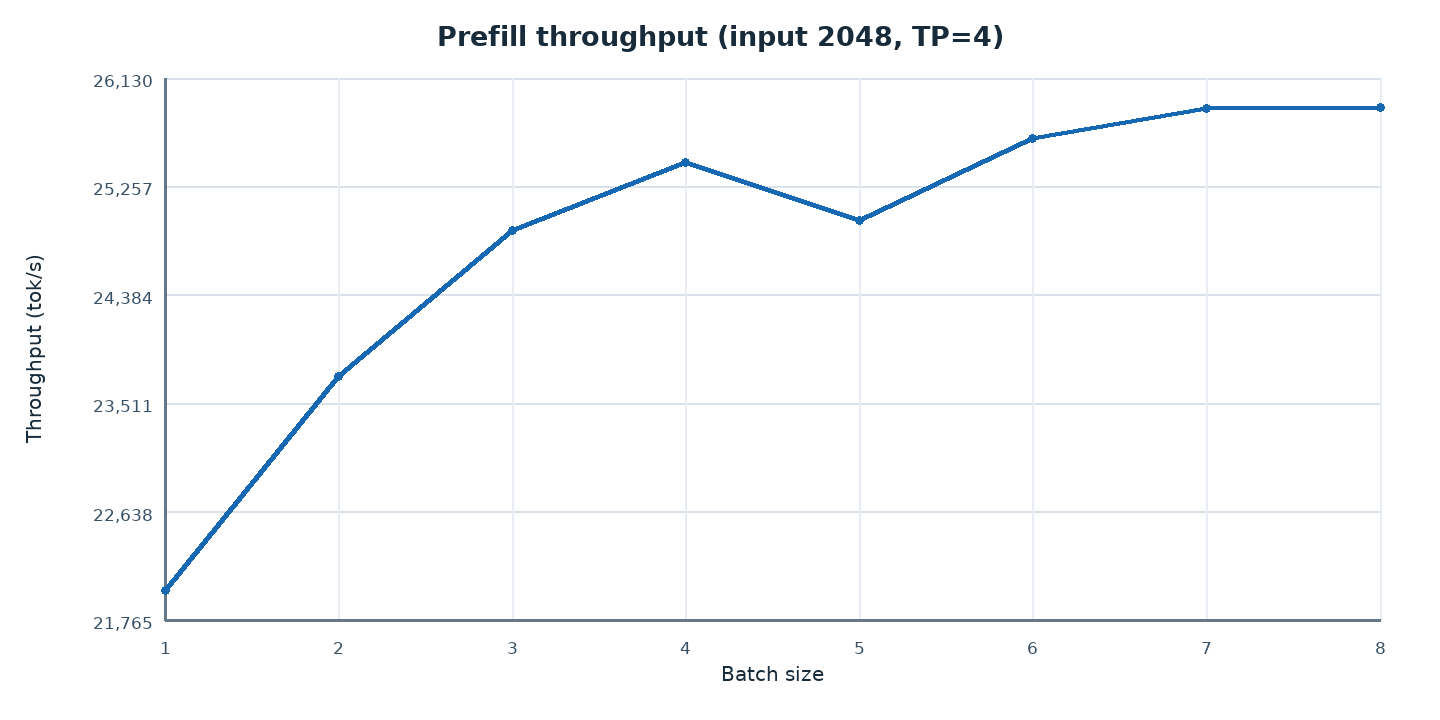 Prefill throughput (input 2048, TP=4)
26,130
25,257
24,384
23,511
22,638
21,765
Throughput (tok/s)
1 2 3 4 5 6 7 8
Batch size